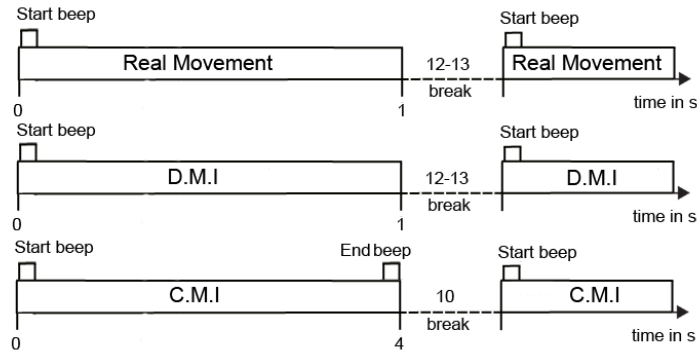 Start beep Start beep
Real Movement 12-13 Real Movement
break
0 1 time in s
Start beep Start beep
D.M.I 12-13 D.M.I
break
0 1 time in s
Start beep End beep Start beep
C.M.I 10 C.M.I
break
0 4 time in s